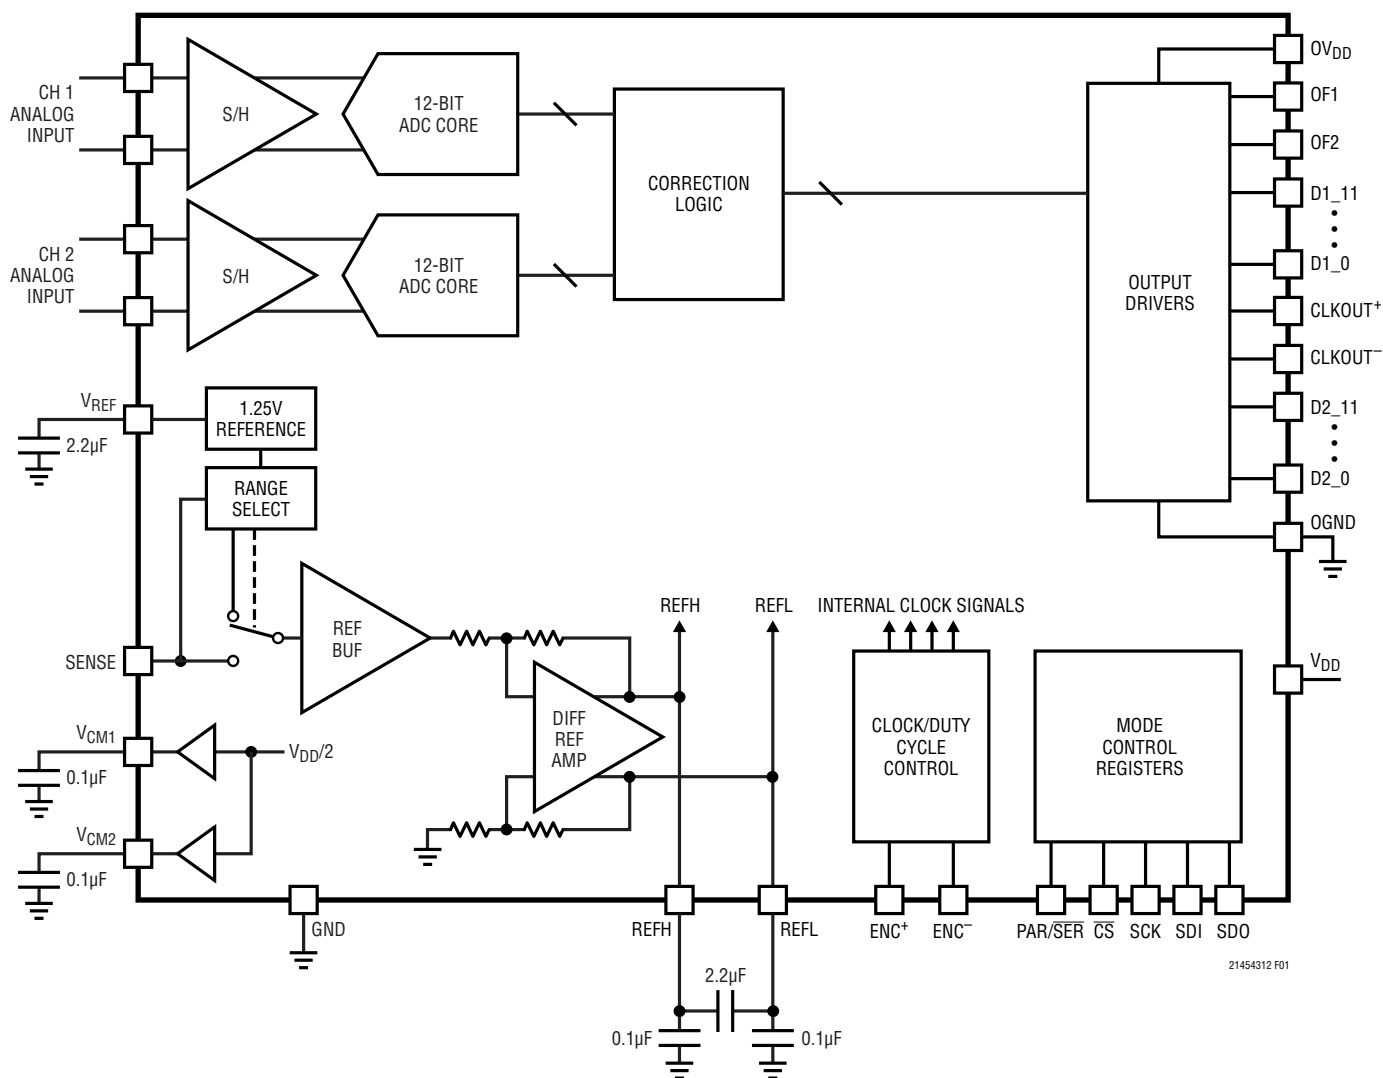 CH 1
ANALOG
INPUT
S/H
12-BIT
ADC CORE
CH 2
ANALOG
INPUT
S/H
12-BIT
ADC CORE
CORRECTION
LOGIC
OUTPUT
DRIVERS
OVDD
OF1
OF2
D1_11
D1_0
CLKOUT+
CLKOUT–
D2_11
D2_0
OGND
VDD
VREF
2.2µF
1.25V
REFERENCE
RANGE
SELECT
SENSE
REF
BUF
VCM1
0.1µF
VDD/2
VCM2
0.1µF
GND
DIFF
REF
AMP
REFH
REFL
INTERNAL CLOCK SIGNALS
CLOCK/DUTY
CYCLE
CONTROL
MODE
CONTROL
REGISTERS
REFH
REFL
ENC+
ENC–
PAR/SER
CS
SCK
SDI
SDO
21454312 F01
2.2µF
0.1µF
0.1µF